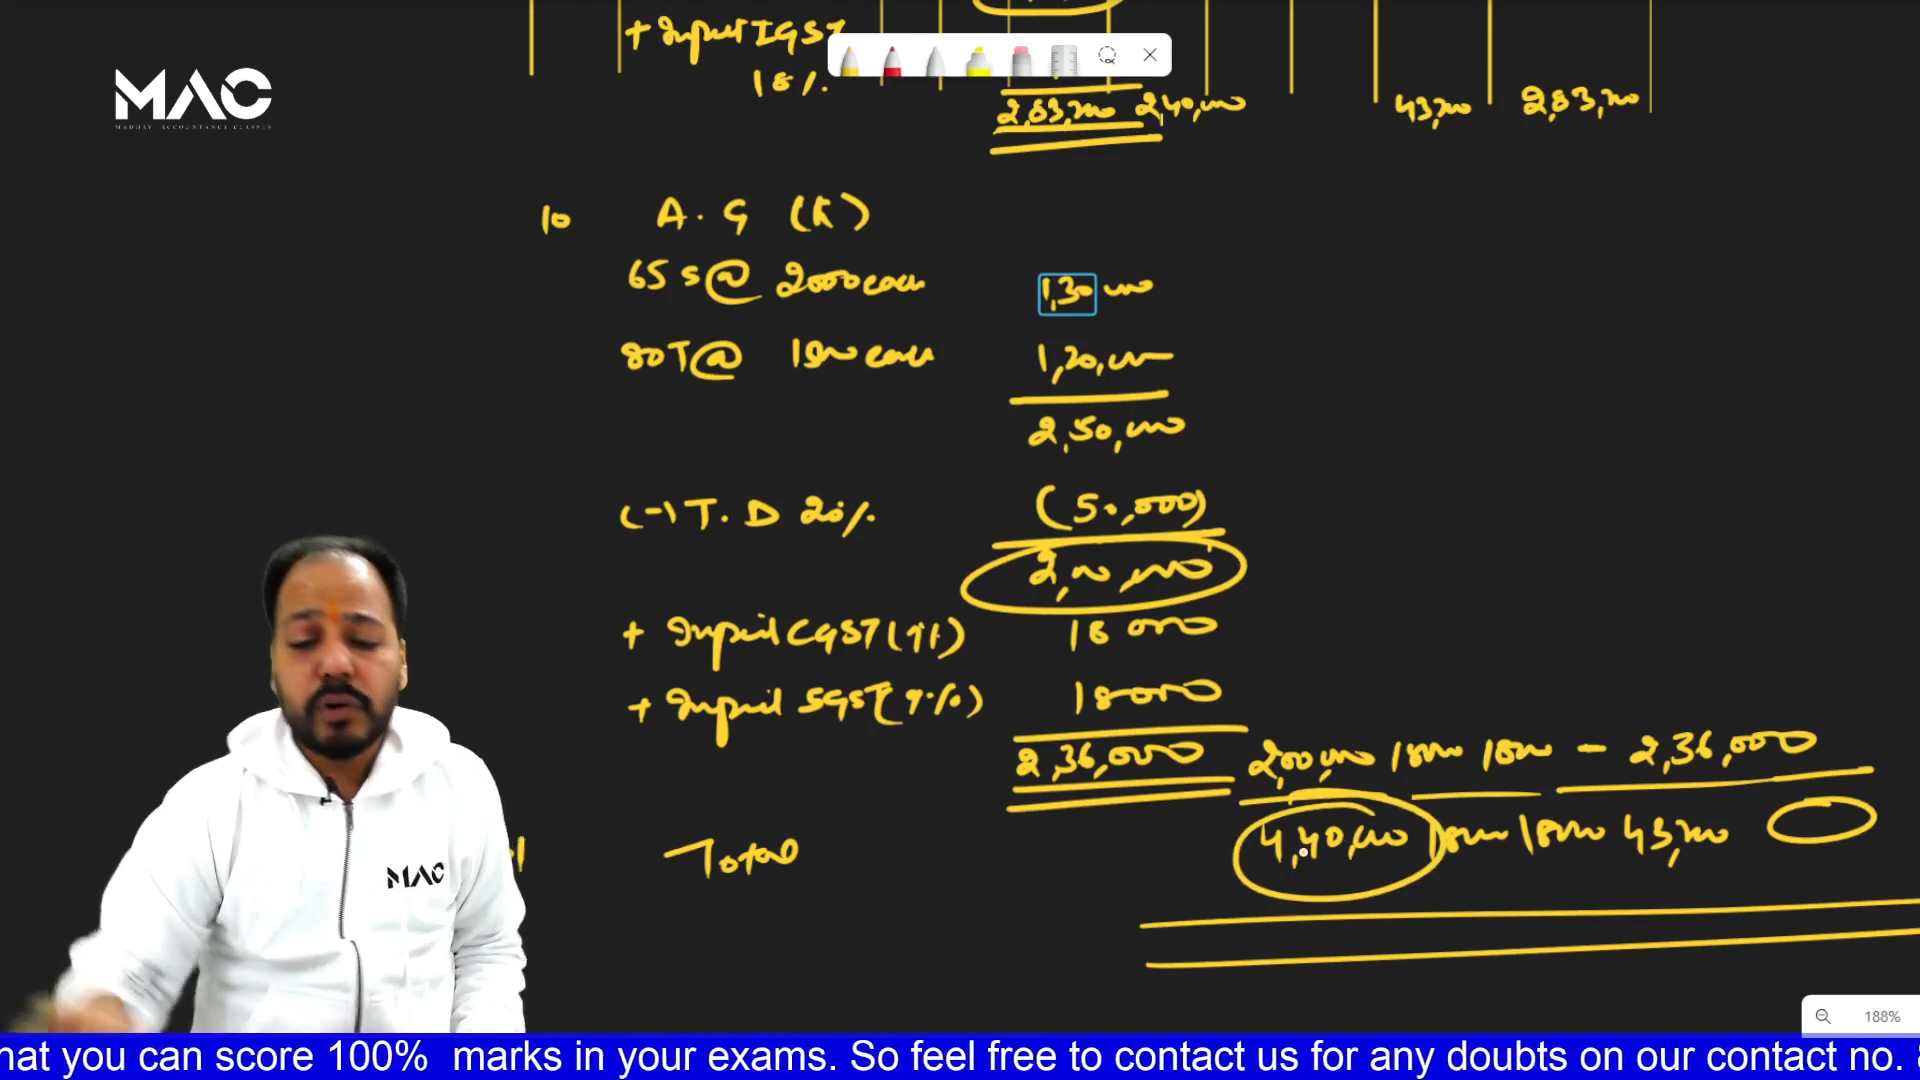 + Input IGST
18%
2,83,200 2,40,000 43,200 2,83,200
MAC
MADHAV ACCOUNTANCY CLASSES
10 A. G (K)
65 S @ 2000 each 1,30,000
80 T @ 1500 each 1,20,000
2,50,000
(-) T. D 20% (50,000)
2,00,000
+ Input CGST (9%) 18000
+ Input SGST (9%) 18000
2,36,000 2,00,000 18000 18000 - 2,36,000
Total 4,40,000 18000 18000 43,200
MAC
188%
hat you can score 100% marks in your exams. So feel free to contact us for any doubts on our contact no.